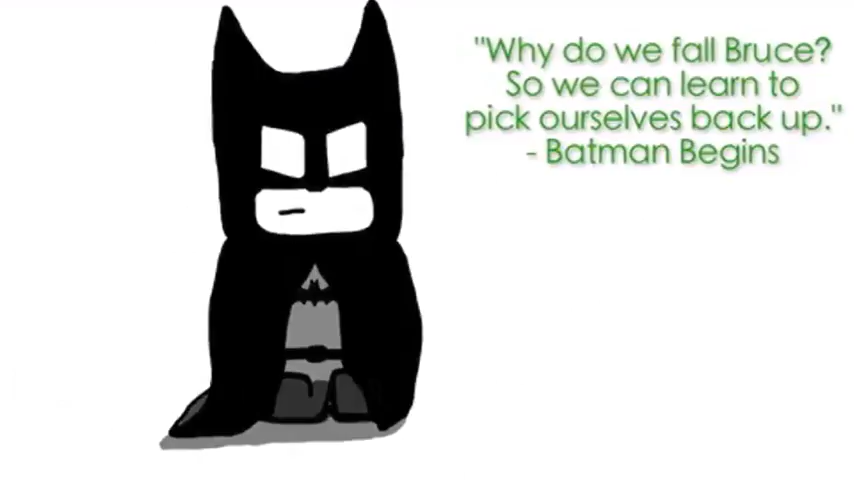 "Why do we fall Bruce?
So we can learn to
pick ourselves back up."
- Batman Begins